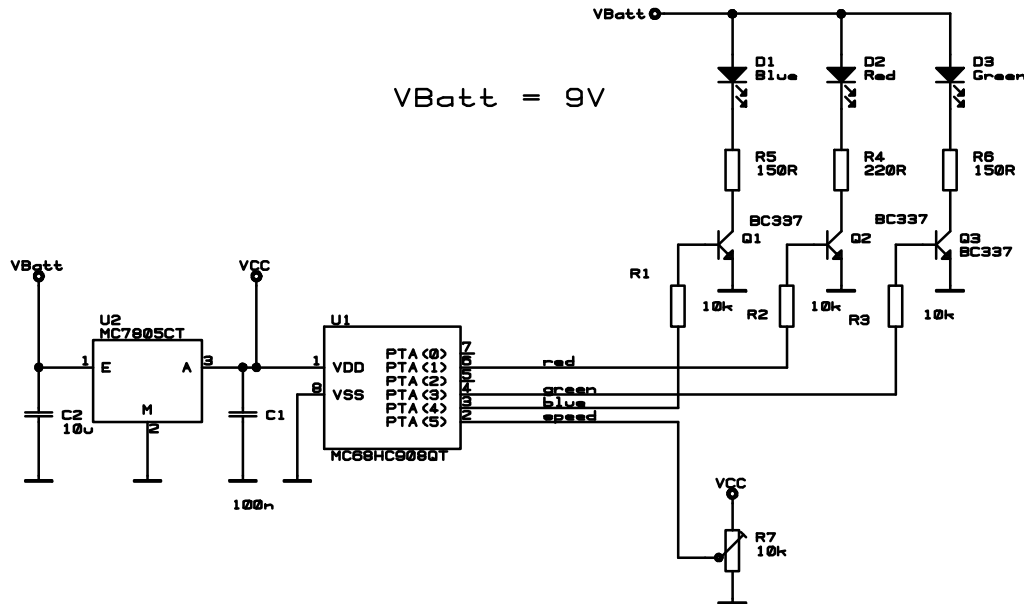 VBatt
D1
Blue
D2
Red
D3
Green
VBatt = 9V
R5
150R
R4
220R
R6
150R
BC337
Q1
Q2
BC337
Q3
BC337
VBatt
VCC
R1
10k
R2
10k
R3
10k
U2
MC7805CT
1
E
A
3
M
2
C2
10u
C1
100n
U1
1
VDD
8
VSS
PTA(0)
7
PTA(1)
6
red
PTA(2)
5
PTA(3)
4
green
PTA(4)
3
blue
PTA(5)
2
speed
MC68HC908QT
VCC
R7
10k